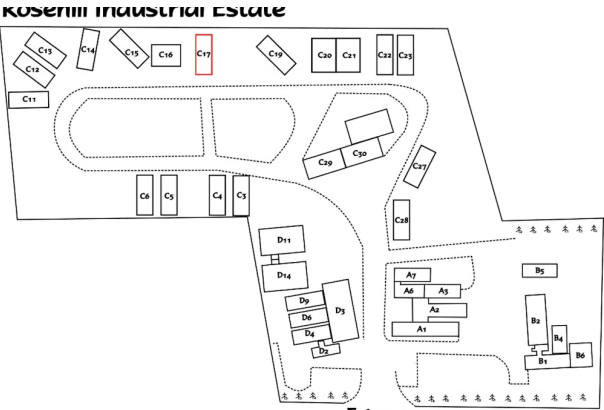 Rosehill Industrial Estate
C13
C14
C15
C16
C17
C19
C20
C21
C22
C23
C12
C11
C29
C30
C27
C6
C5
C4
C3
C28
D11
D14
D9
D6
D4
D3
D2
A7
A6
A3
A2
A1
B5
B2
B4
B1
B6